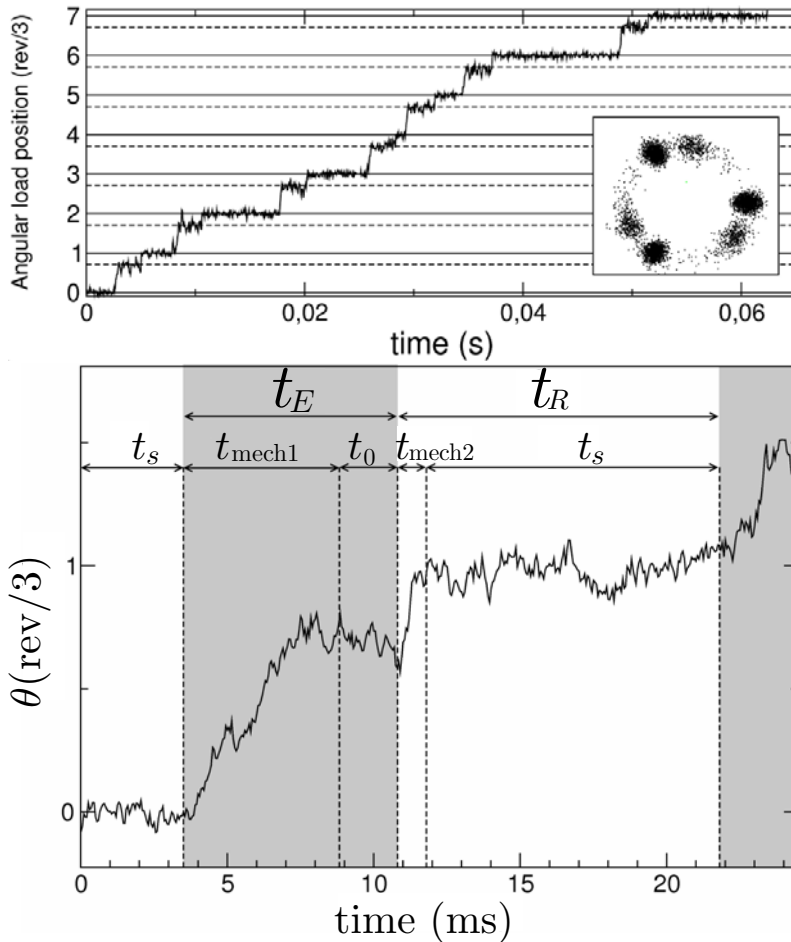 Angular load position (rev/3)
7
6
5
4
3
2
1
0
0 0,02 0,04 0,06
time (s)
t_E t_R
t_s t_mech1 t_0 t_mech2 t_s
θ(rev/3)
1
0
0 5 10 15 20
time (ms)